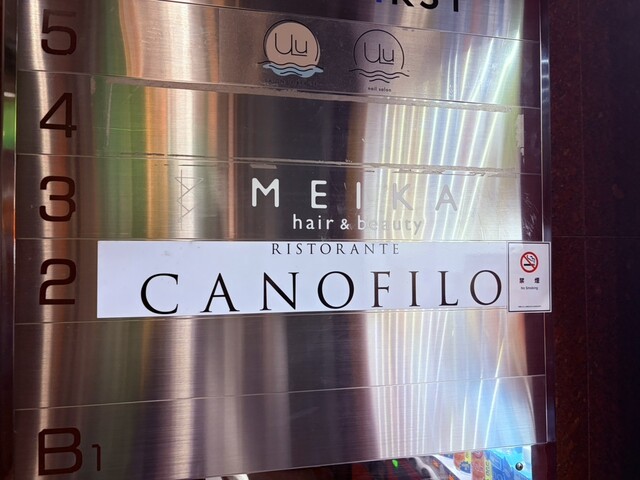 5
Uu
Uu
nail salon
4
3
MEIKA
hair & beauty
2
RISTORANTE
CANOFILO
禁 煙
No Smoking
B1